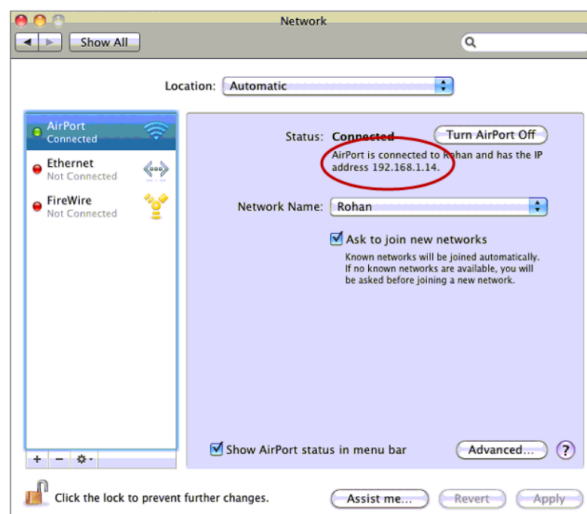 Network
Show All
Location: Automatic
AirPort
Connected
Ethernet
Not Connected
FireWire
Not Connected
Status: Connected Turn AirPort Off
AirPort is connected to Rohan and has the IP
address 192.168.1.14.
Network Name: Rohan
Ask to join new networks
Known networks will be joined automatically.
If no known networks are available, you will
be asked before joining a new network.
Show AirPort status in menu bar Advanced... ?
Click the lock to prevent further changes. Assist me... Revert Apply